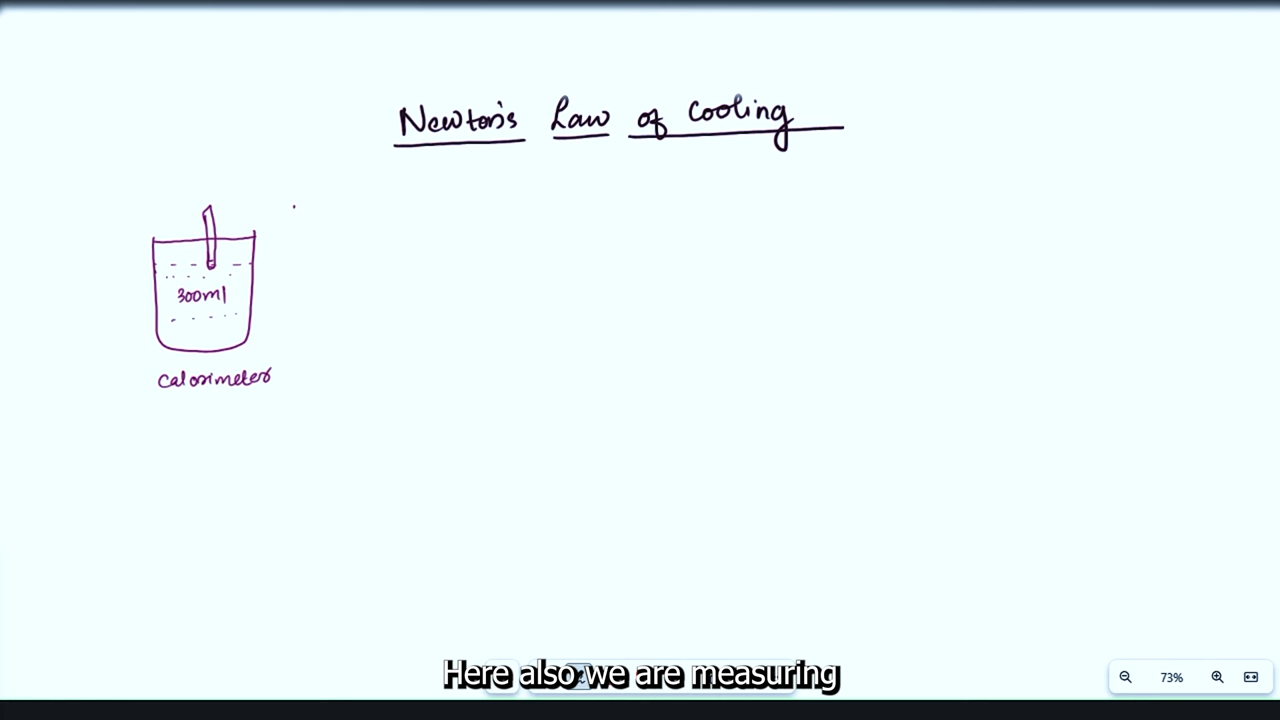 Newton's Law of Cooling
300ml
Calorimeter
Here also we are measuring
73%